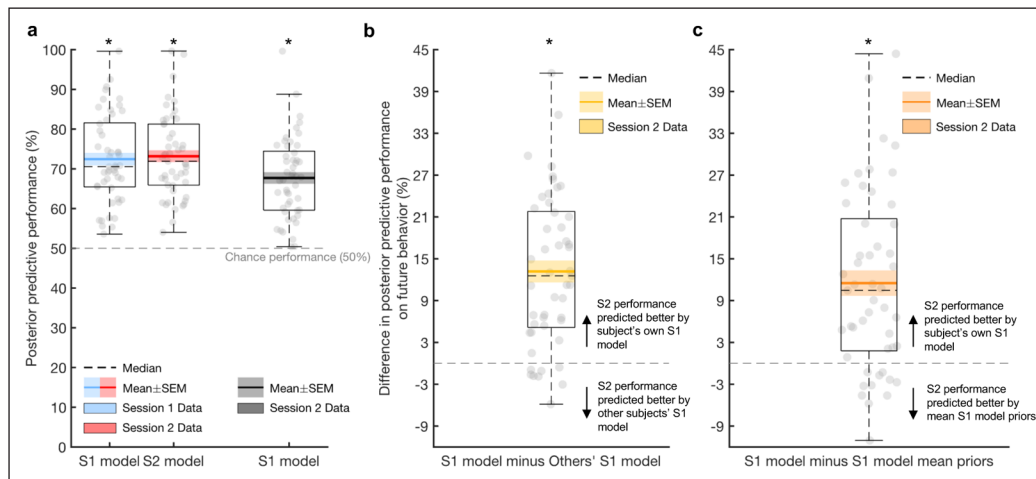 a
Posterior predictive performance (%)
100
90
80
70
60
50
40
30
20
10
0
*
*
*
Chance performance (50%)
Median
Mean±SEM
Session 1 Data
Session 2 Data
Mean±SEM
Session 2 Data
S1 model
S2 model
S1 model
b
Difference in posterior predictive performance
on future behavior (%)
45
39
33
27
21
15
9
3
-3
-9
*
Median
Mean±SEM
Session 2 Data
S2 performance
predicted better by
subject's own S1
model
S2 performance
predicted better by
other subjects' S1
model
S1 model minus Others' S1 model
c
45
39
33
27
21
15
9
3
-3
-9
*
Median
Mean±SEM
Session 2 Data
S2 performance
predicted better by
subject's own S1
model
S2 performance
predicted better by
mean S1 model priors
S1 model minus S1 model mean priors